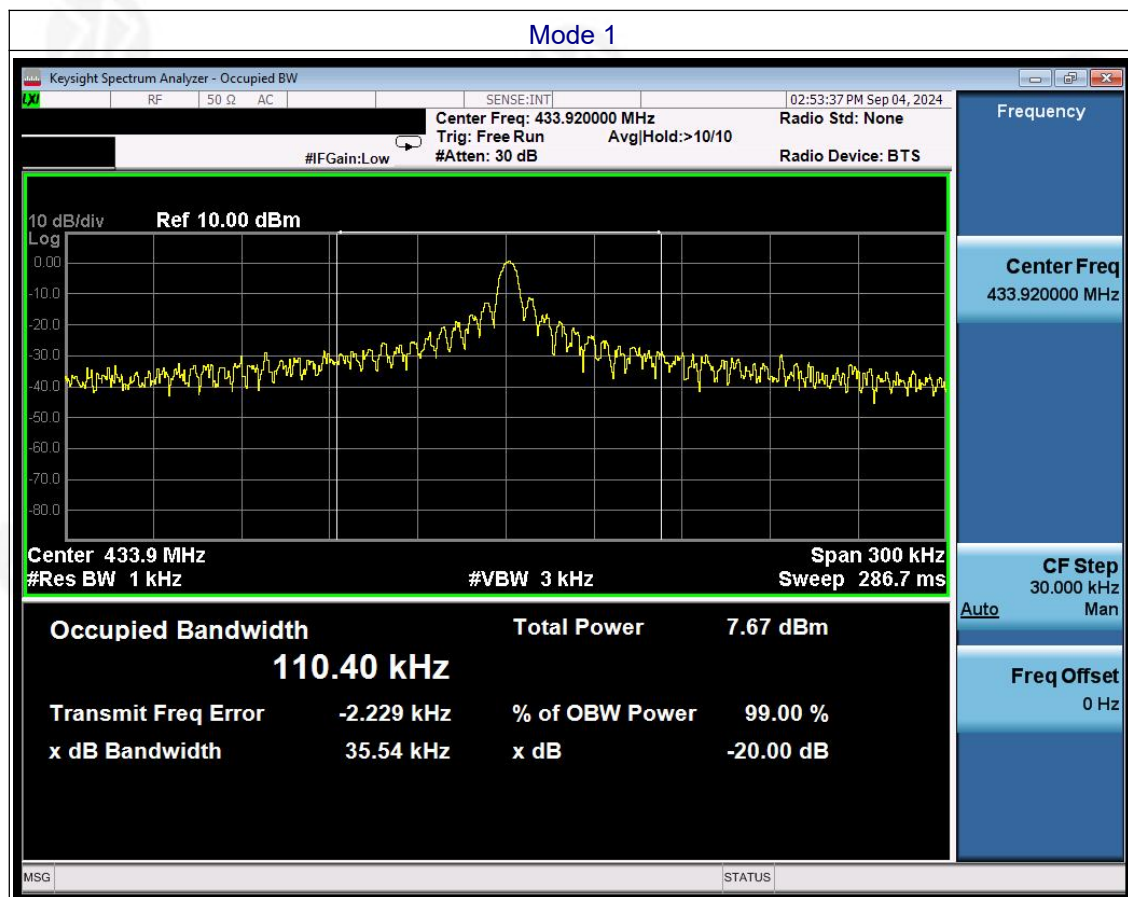 Mode 1
Keysight Spectrum Analyzer - Occupied BW
LXI RF 50 Ω AC SENSE:INT 02:53:37 PM Sep 04, 2024
Center Freq: 433.920000 MHz Radio Std: None
Trig: Free Run Avg|Hold:>10/10
#IFGain:Low #Atten: 30 dB Radio Device: BTS
10 dB/div Ref 10.00 dBm
Log
0.00
-10.0
-20.0
-30.0
-40.0
-50.0
-60.0
-70.0
-80.0
Center 433.9 MHz Span 300 kHz
#Res BW 1 kHz #VBW 3 kHz Sweep 286.7 ms
Occupied Bandwidth Total Power 7.67 dBm
110.40 kHz
Transmit Freq Error -2.229 kHz % of OBW Power 99.00 %
x dB Bandwidth 35.54 kHz x dB -20.00 dB
MSG STATUS
Frequency
Center Freq
433.920000 MHz
CF Step
30.000 kHz
Auto Man
Freq Offset
0 Hz